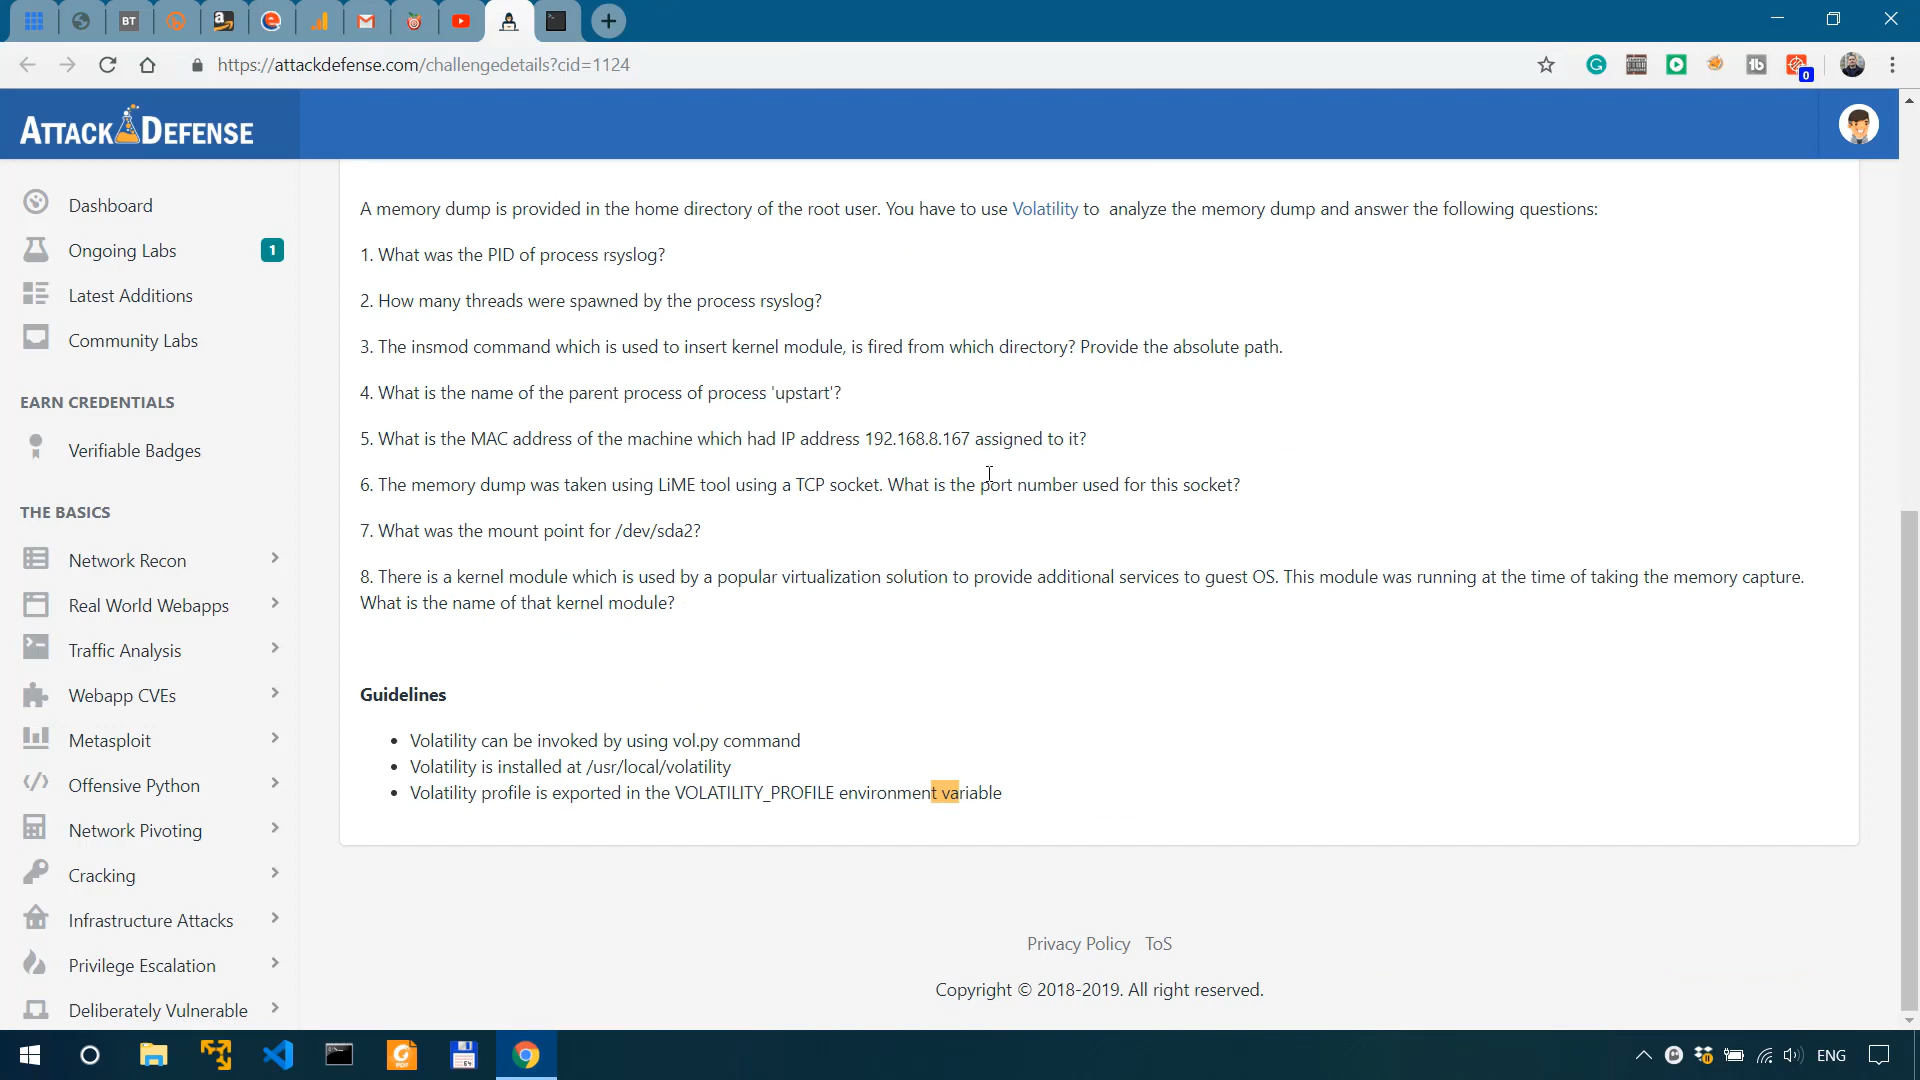 BT
https://attackdefense.com/challengedetails?cid=1124
0
ATTACK DEFENSE
Dashboard
Ongoing Labs 1
Latest Additions
Community Labs
EARN CREDENTIALS
Verifiable Badges
THE BASICS
Network Recon
Real World Webapps
Traffic Analysis
Webapp CVEs
Metasploit
Offensive Python
Network Pivoting
Cracking
Infrastructure Attacks
Privilege Escalation
Deliberately Vulnerable
A memory dump is provided in the home directory of the root user. You have to use Volatility to analyze the memory dump and answer the following questions:
1. What was the PID of process rsyslog?
2. How many threads were spawned by the process rsyslog?
3. The insmod command which is used to insert kernel module, is fired from which directory? Provide the absolute path.
4. What is the name of the parent process of process 'upstart'?
5. What is the MAC address of the machine which had IP address 192.168.8.167 assigned to it?
6. The memory dump was taken using LiME tool using a TCP socket. What is the port number used for this socket?
7. What was the mount point for /dev/sda2?
8. There is a kernel module which is used by a popular virtualization solution to provide additional services to guest OS. This module was running at the time of taking the memory capture.
What is the name of that kernel module?
Guidelines
• Volatility can be invoked by using vol.py command
• Volatility is installed at /usr/local/volatility
• Volatility profile is exported in the VOLATILITY_PROFILE environment variable
Privacy Policy ToS
Copyright © 2018-2019. All right reserved.
ENG